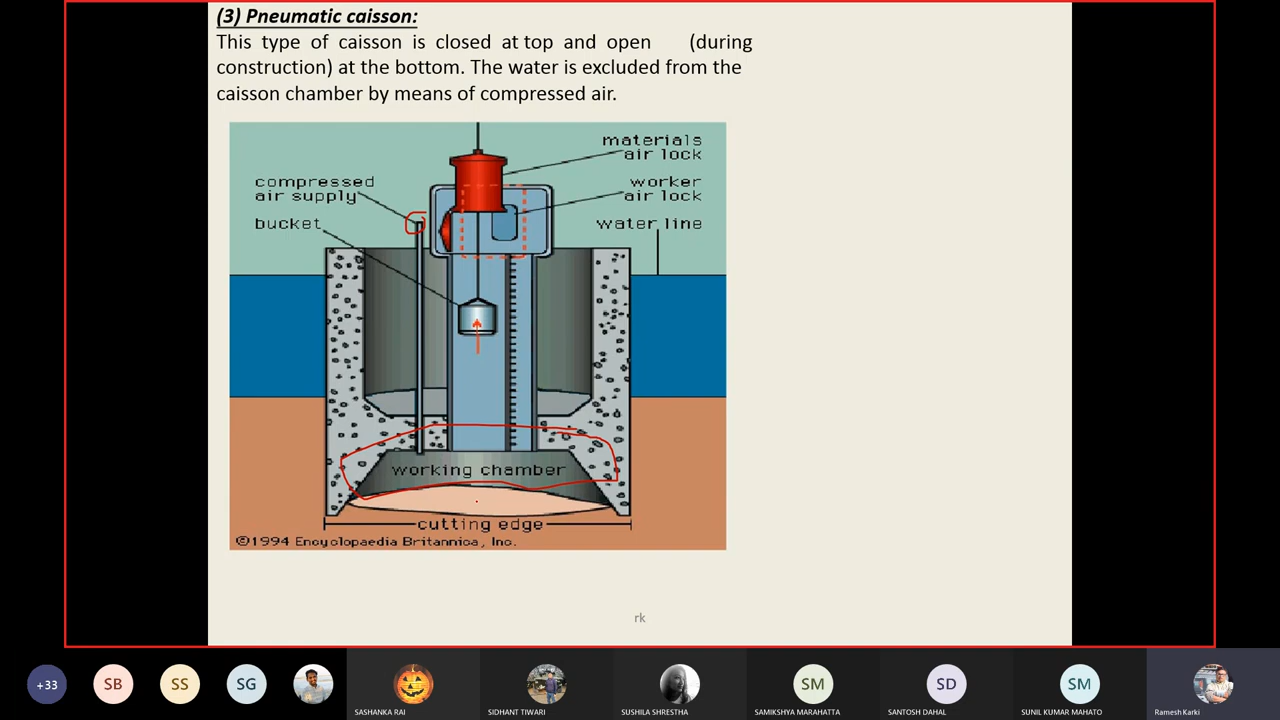 (3) Pneumatic caisson:
This type of caisson is closed at top and open (during
construction) at the bottom. The water is excluded from the
caisson chamber by means of compressed air.
materials
air lock
compressed
air supply
worker
air lock
bucket
water line
working chamber
cutting edge
©1994 Encyclopaedia Britannica, Inc.
rk
+33
SB
SS
SG
SASHANKA RAI
SIDHANT TIWARI
SUSHILA SHRESTHA
SM
SAMIKSHYA MARAHATTA
SD
SANTOSH DAHAL
SM
SUNIL KUMAR MAHATO
Ramesh Karki